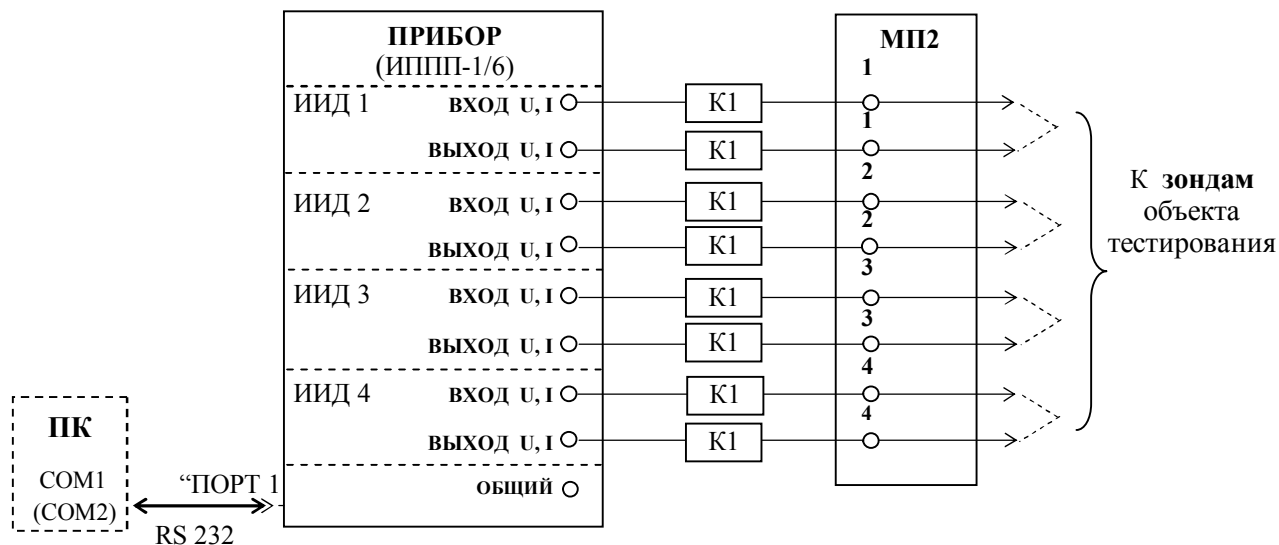 ПРИБОР
(ИППП-1/6)
МП2
ИИД 1
ВХОД U, I
К1
1
ВЫХОД U, I
К1
1
ИИД 2
ВХОД U, I
К1
2
ВЫХОД U, I
К1
2
ИИД 3
ВХОД U, I
К1
3
ВЫХОД U, I
К1
3
ИИД 4
ВХОД U, I
К1
4
ВЫХОД U, I
К1
4
ОБЩИЙ
К зондам
объекта
тестирования
ПК
COM1
(COM2)
“ПОРТ 1
RS 232